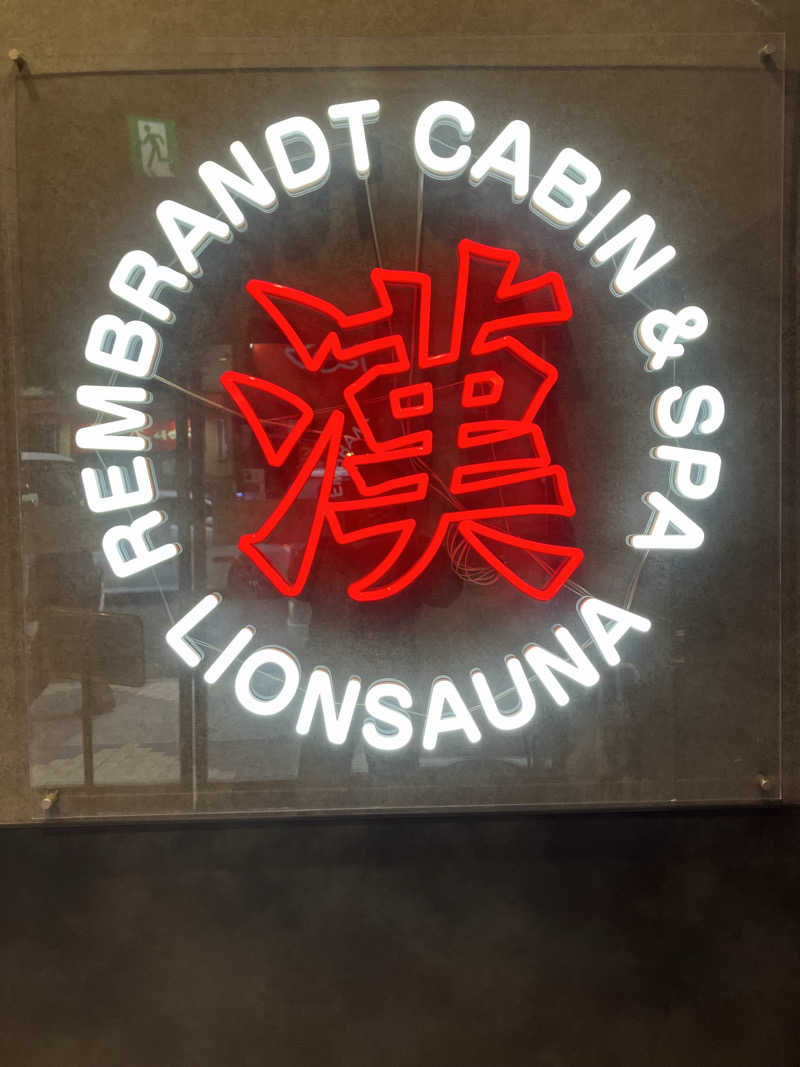 REMBRANDT CABIN & SPA
漢
LIONSAUNA